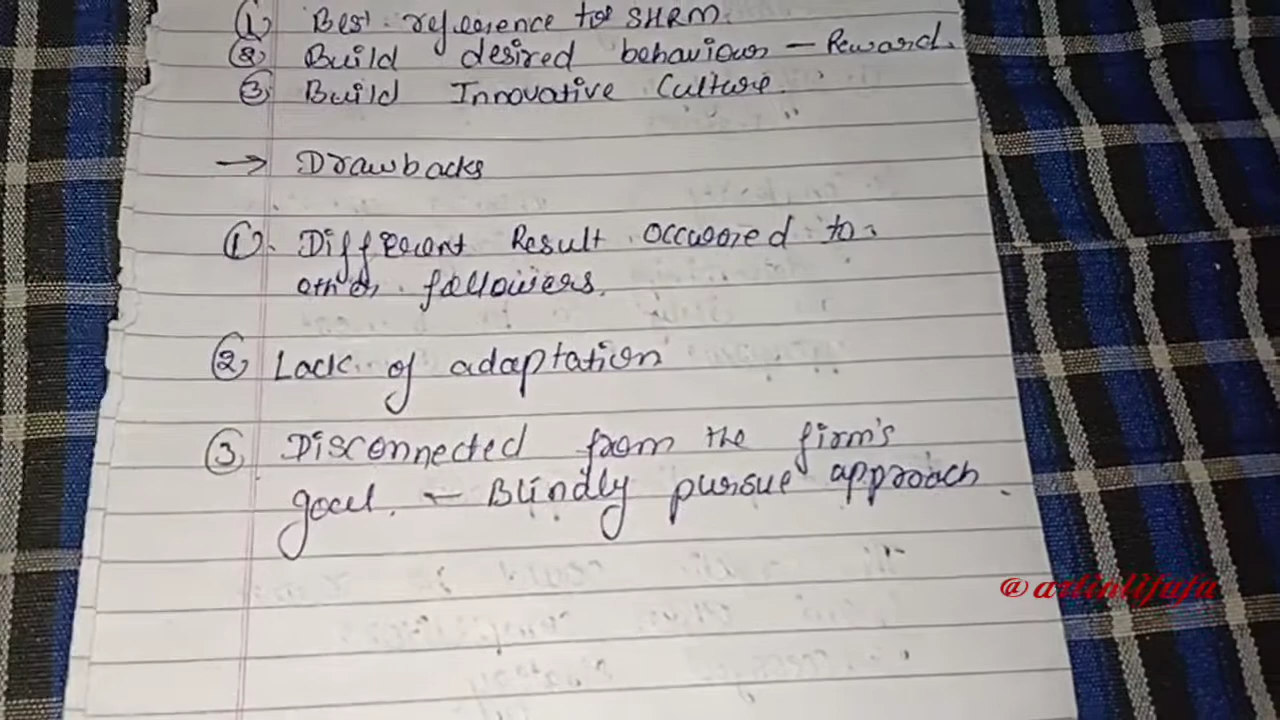 ① Best reference for SHRM.
② Build desired behaviour – Reward.
③ Build Innovative Culture.
→ Drawbacks
①. Different Result occurred to
other followers.
② Lack of adaptation
③ Disconnected from the firm's
goal. – Blindly pursue approach.
@artinlifufa